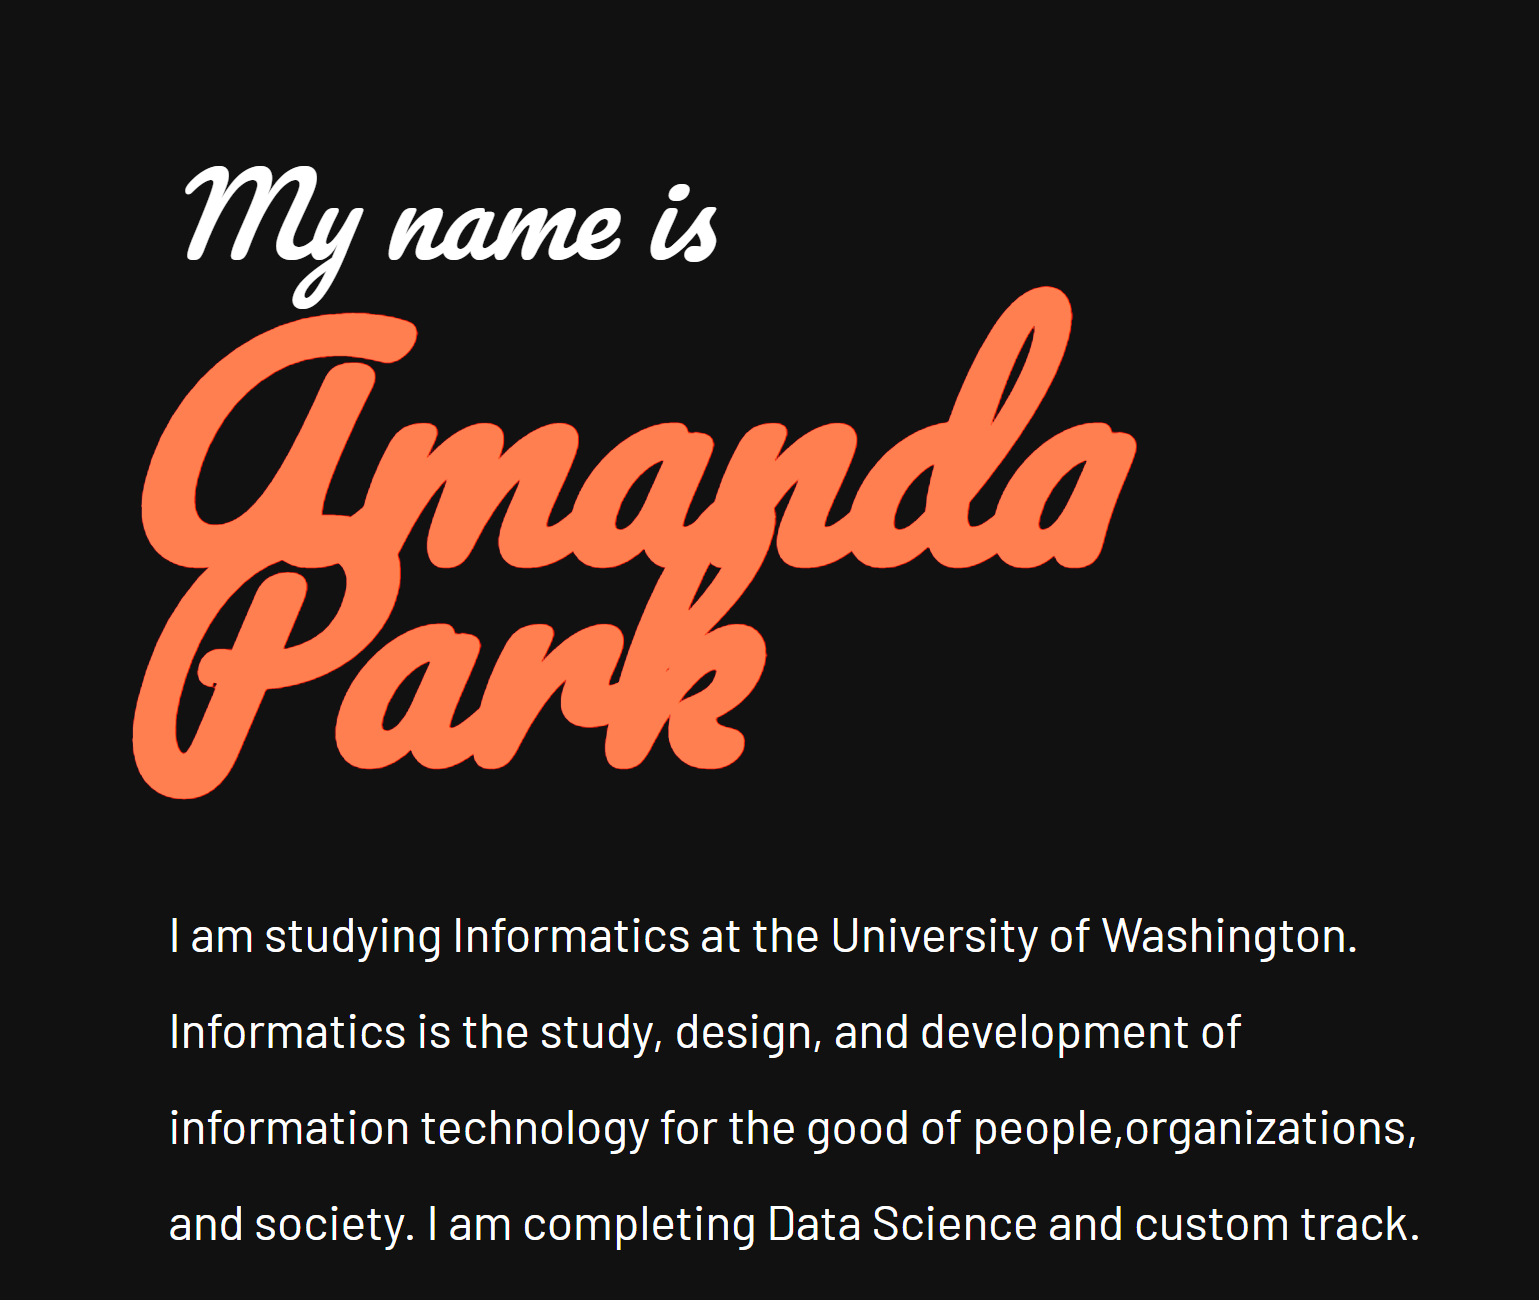 My name is
Amanda
Park
I am studying Informatics at the University of Washington.
Informatics is the study, design, and development of
information technology for the good of people,organizations,
and society. I am completing Data Science and custom track.